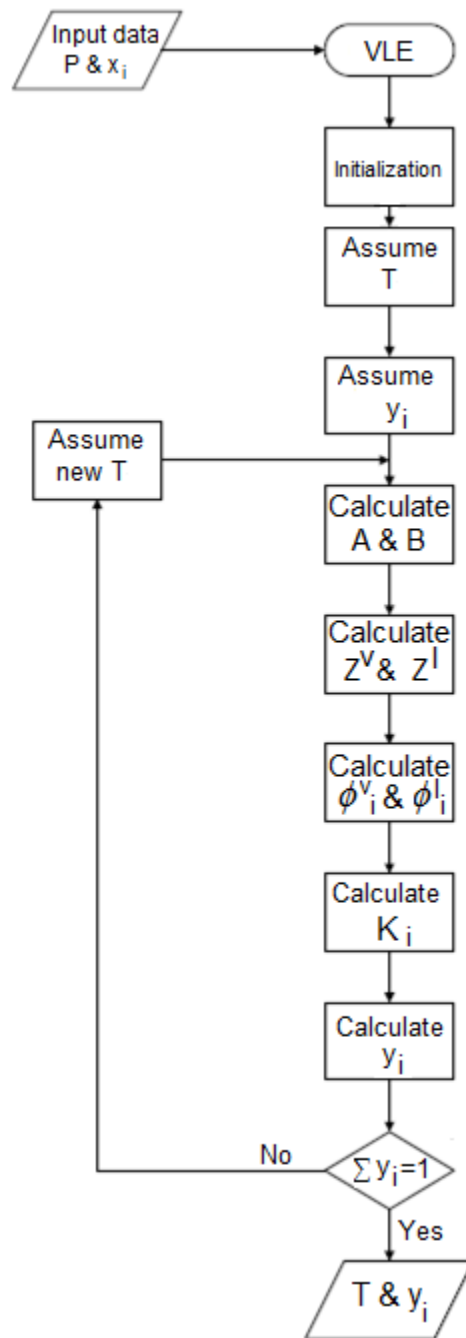 Input data
P & xi
VLE
Initialization
Assume
T
Assume
yi
Assume
new T
Calculate
A & B
Calculate
Zv & Zl
Calculate
ϕvi & ϕli
Calculate
Ki
Calculate
yi
No
∑ yi=1
Yes
T & yi